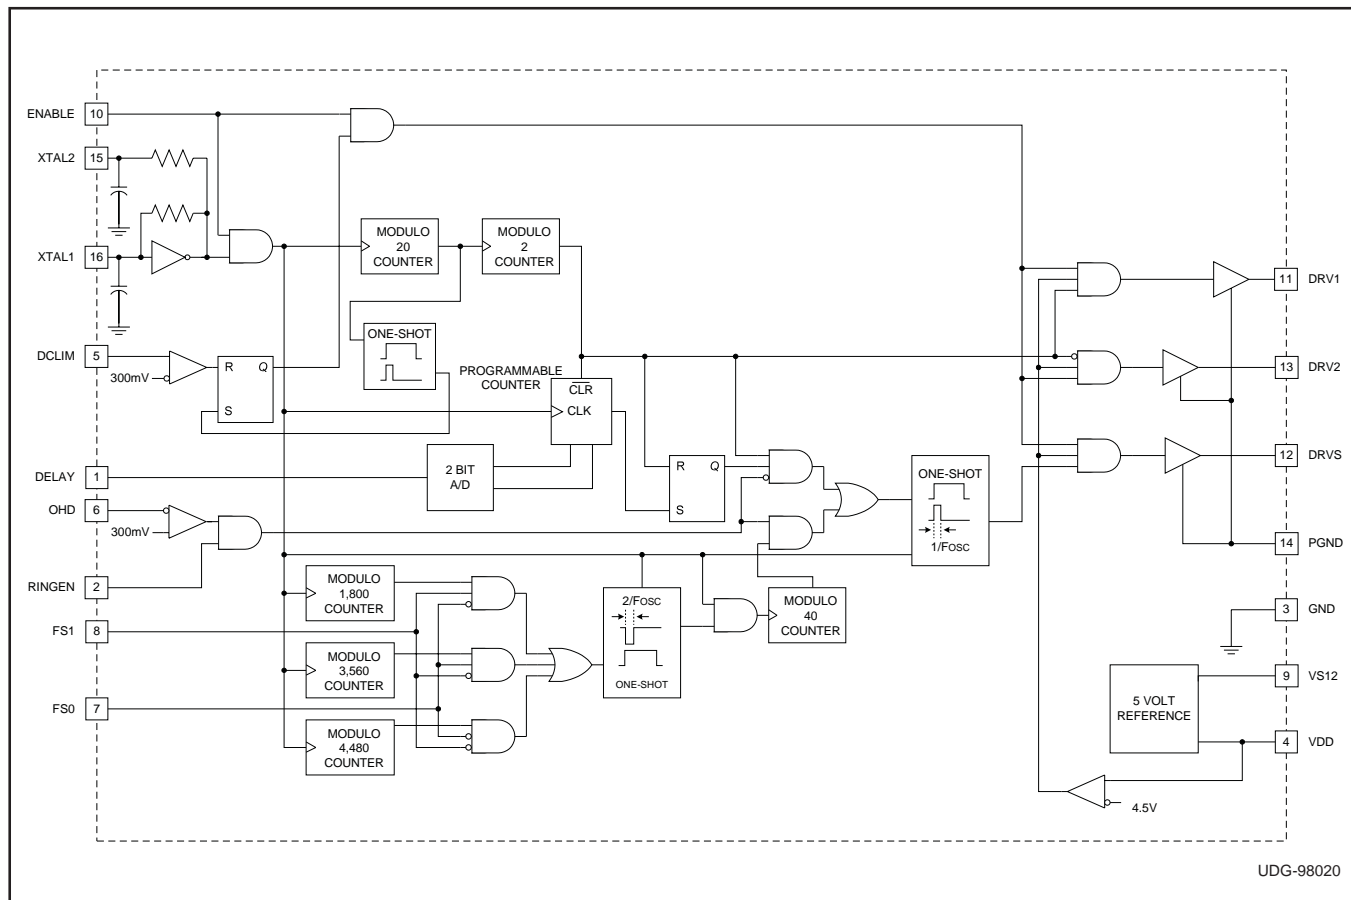 ENABLE 10
XTAL2 15
XTAL1 16
MODULO
20
COUNTER
MODULO
2
COUNTER
11 DRV1
DCLIM 5
300mV
R Q
S
ONE-SHOT
PROGRAMMABLE
COUNTER
CLR
CLK
13 DRV2
DELAY 1
2 BIT
A/D
R Q
S
ONE-SHOT
1/FOSC
12 DRVS
OHD 6
300mV
14 PGND
RINGEN 2
MODULO
1,800
COUNTER
2/FOSC
ONE-SHOT
MODULO
40
COUNTER
3 GND
FS1 8
MODULO
3,560
COUNTER
9 VS12
5 VOLT
REFERENCE
FS0 7
MODULO
4,480
COUNTER
4 VDD
4.5V
UDG-98020